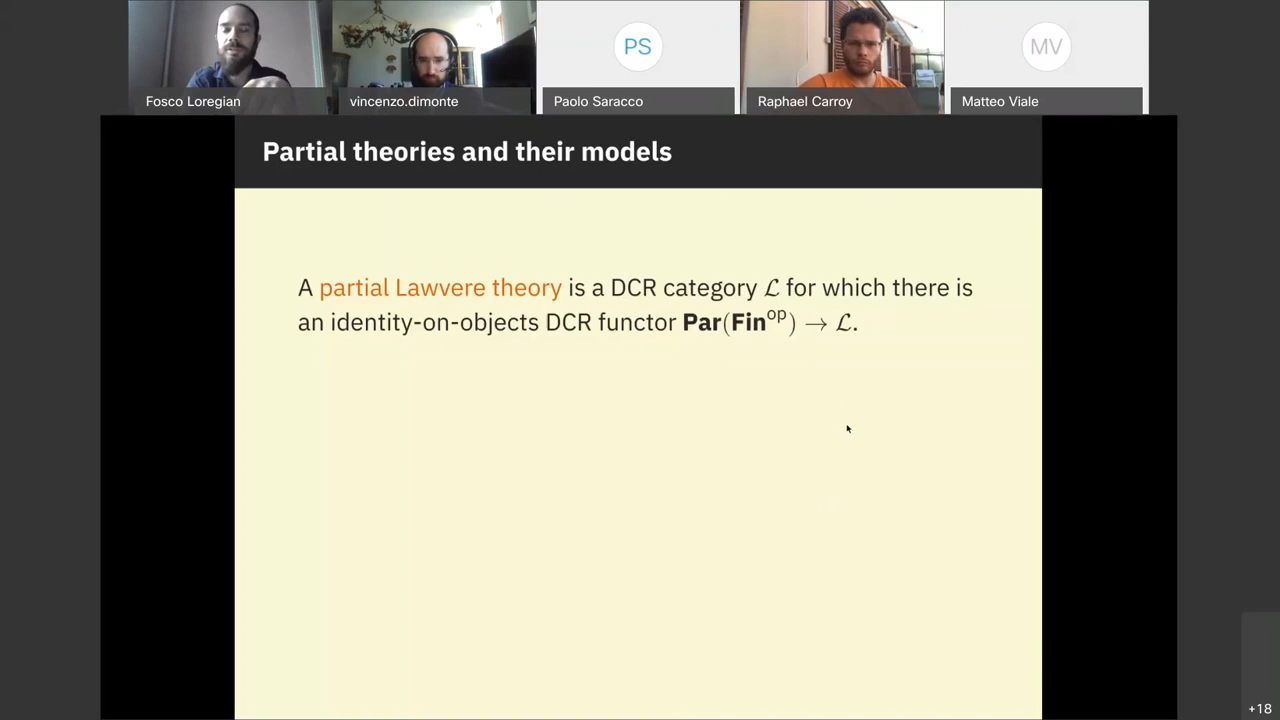 PS
MV
Fosco Loregian
vincenzo.dimonte
Paolo Saracco
Raphael Carroy
Matteo Viale
Partial theories and their models
A partial Lawvere theory is a DCR category ℒ for which there is
an identity-on-objects DCR functor Par(Fin^op) → ℒ.
+18